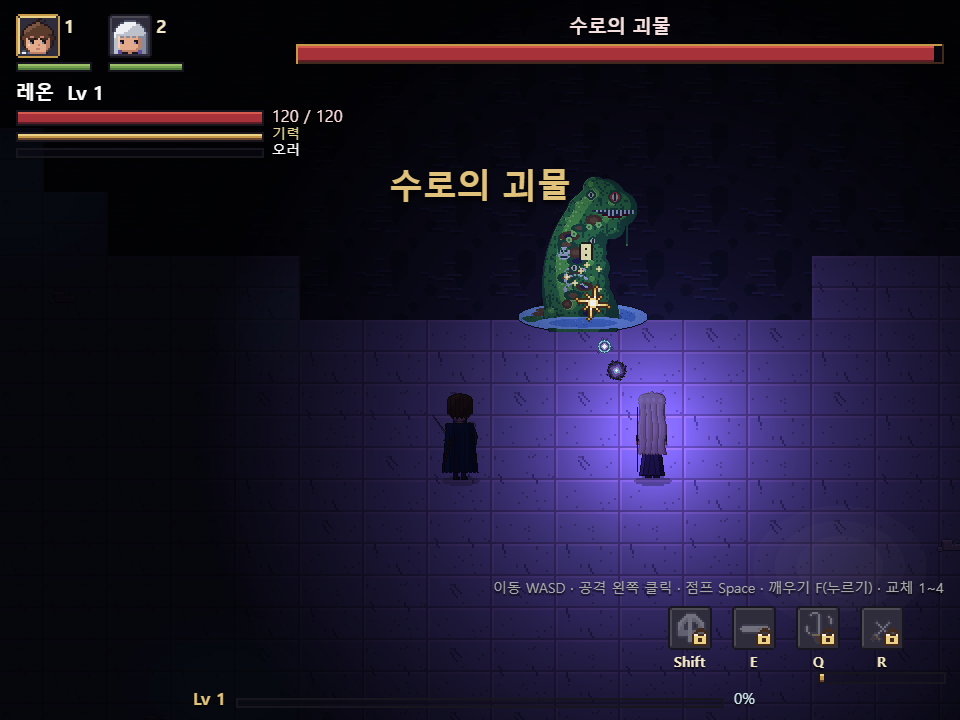 1
2
수로의 괴물
레온 Lv 1
120 / 120
기력
오러
수로의 괴물
이동 WASD · 공격 왼쪽 클릭 · 점프 Space · 깨우기 F(누르기) · 교체 1~4
Shift
E
Q
R
Lv 1
0%